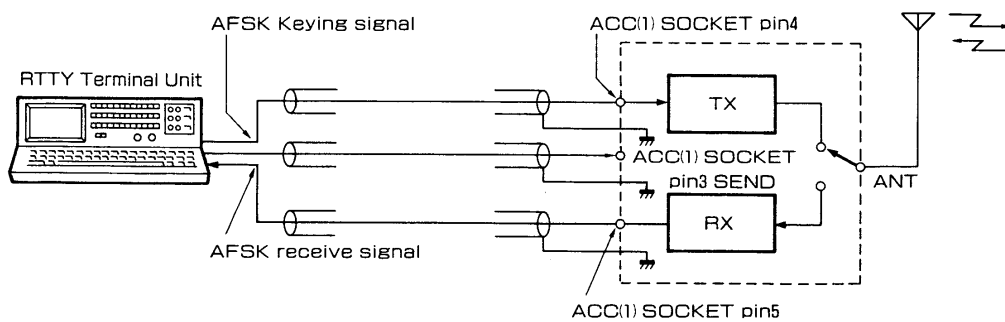 AFSK Keying signal
ACC(1) SOCKET pin4
RTTY Terminal Unit
TX
ACC(1) SOCKET
pin3 SEND
ANT
RX
AFSK receive signal
ACC(1) SOCKET pin5